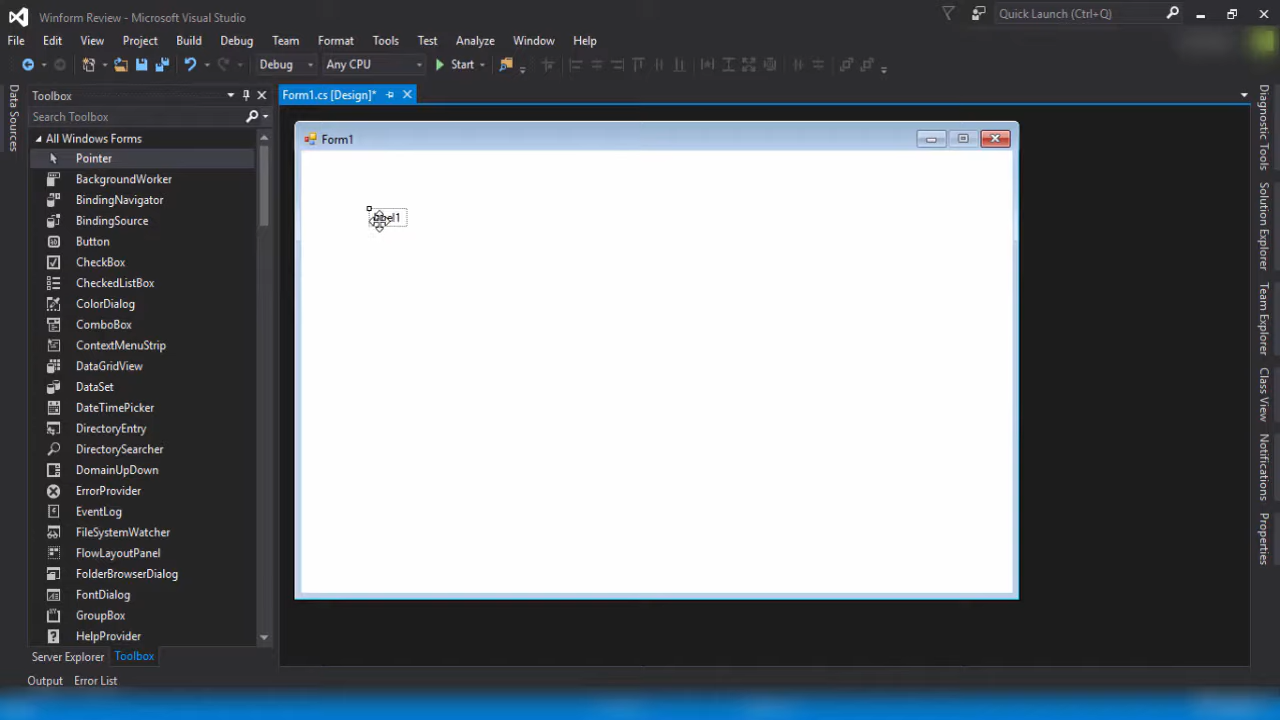 Winform Review - Microsoft Visual Studio
Quick Launch (Ctrl+Q)
File Edit View Project Build Debug Team Format Tools Test Analyze Window Help
Debug Any CPU Start
Data Sources
Toolbox
Search Toolbox
All Windows Forms
Pointer
BackgroundWorker
BindingNavigator
BindingSource
Button
CheckBox
CheckedListBox
ColorDialog
ComboBox
ContextMenuStrip
DataGridView
DataSet
DateTimePicker
DirectoryEntry
DirectorySearcher
DomainUpDown
ErrorProvider
EventLog
FileSystemWatcher
FlowLayoutPanel
FolderBrowserDialog
FontDialog
GroupBox
HelpProvider
Server Explorer Toolbox
Output Error List
Form1.cs [Design]*
Form1
Diagnostic Tools
Solution Explorer
Team Explorer
Class View
Notifications
Properties